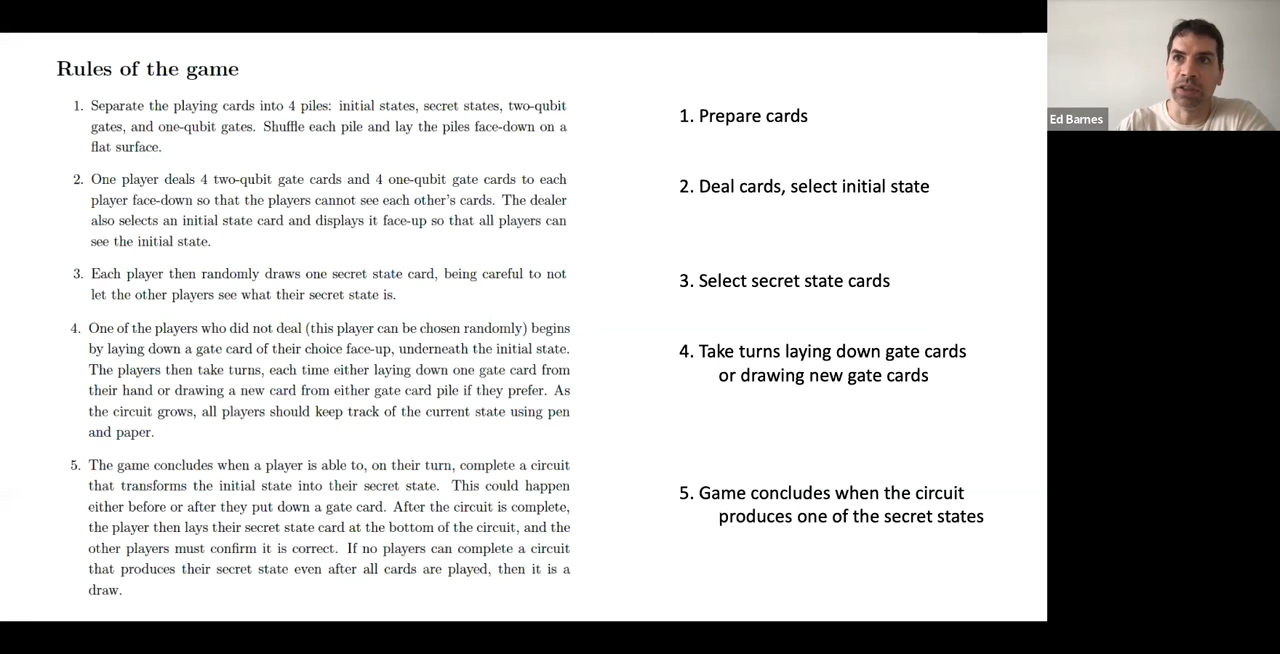 Rules of the game
1. Separate the playing cards into 4 piles: initial states, secret states, two-qubit
gates, and one-qubit gates. Shuffle each pile and lay the piles face-down on a
flat surface.
2. One player deals 4 two-qubit gate cards and 4 one-qubit gate cards to each
player face-down so that the players cannot see each other's cards. The dealer
also selects an initial state card and displays it face-up so that all players can
see the initial state.
3. Each player then randomly draws one secret state card, being careful to not
let the other players see what their secret state is.
4. One of the players who did not deal (this player can be chosen randomly) begins
by laying down a gate card of their choice face-up, underneath the initial state.
The players then take turns, each time either laying down one gate card from
their hand or drawing a new card from either gate card pile if they prefer. As
the circuit grows, all players should keep track of the current state using pen
and paper.
5. The game concludes when a player is able to, on their turn, complete a circuit
that transforms the initial state into their secret state. This could happen
either before or after they put down a gate card. After the circuit is complete,
the player then lays their secret state card at the bottom of the circuit, and the
other players must confirm it is correct. If no players can complete a circuit
that produces their secret state even after all cards are played, then it is a
draw.
1. Prepare cards
2. Deal cards, select initial state
3. Select secret state cards
4. Take turns laying down gate cards
or drawing new gate cards
5. Game concludes when the circuit
produces one of the secret states
Ed Barnes